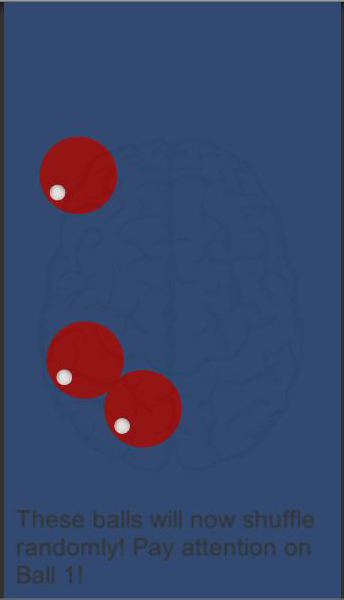 These balls will now shuffle
randomly! Pay attention on
Ball 1!